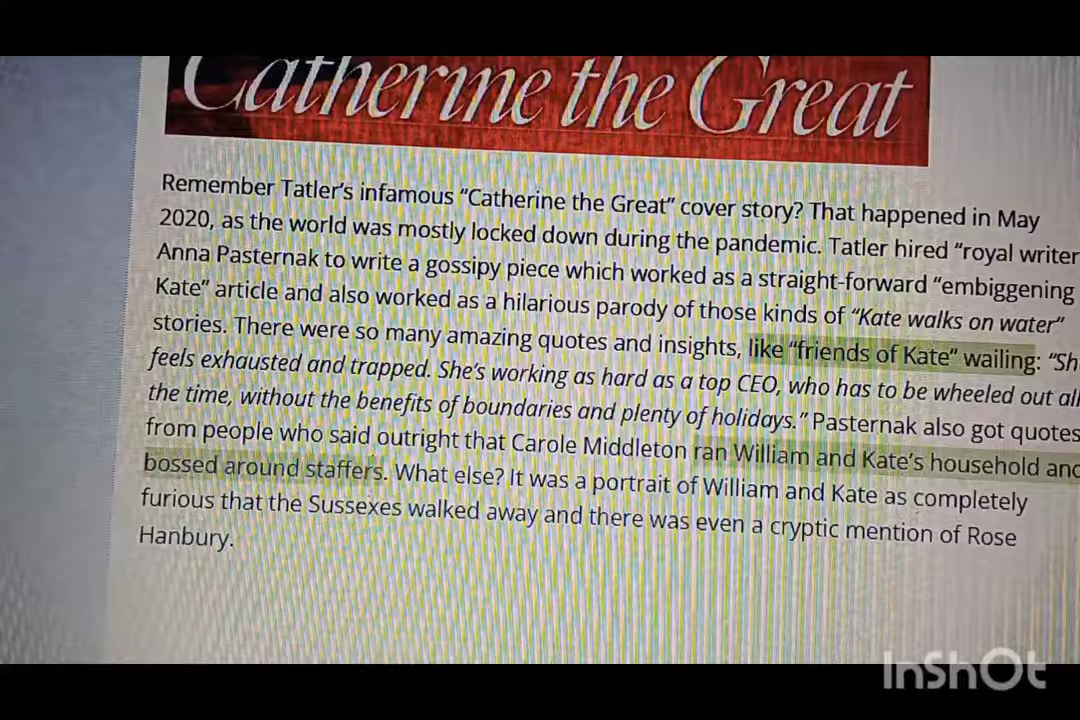 Catherine the Great
Remember Tatler's infamous "Catherine the Great" cover story? That happened in May
2020, as the world was mostly locked down during the pandemic. Tatler hired "royal writer
Anna Pasternak to write a gossipy piece which worked as a straight-forward "embiggening
Kate" article and also worked as a hilarious parody of those kinds of "Kate walks on water"
stories. There were so many amazing quotes and insights, like "friends of Kate" wailing: "Sh
feels exhausted and trapped. She's working as hard as a top CEO, who has to be wheeled out all
the time, without the benefits of boundaries and plenty of holidays." Pasternak also got quotes
from people who said outright that Carole Middleton ran William and Kate's household and
bossed around staffers. What else? It was a portrait of William and Kate as completely
furious that the Sussexes walked away and there was even a cryptic mention of Rose
Hanbury.
InShOt